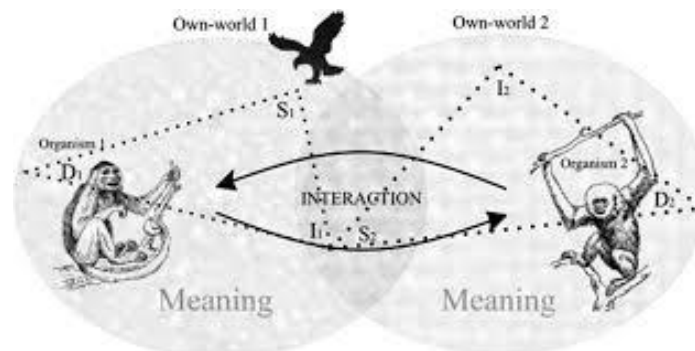 Own-world 1
Own-world 2
S1
I2
Organism 1
D1
Organism 2
D2
INTERACTION
I1
S2
Meaning
Meaning